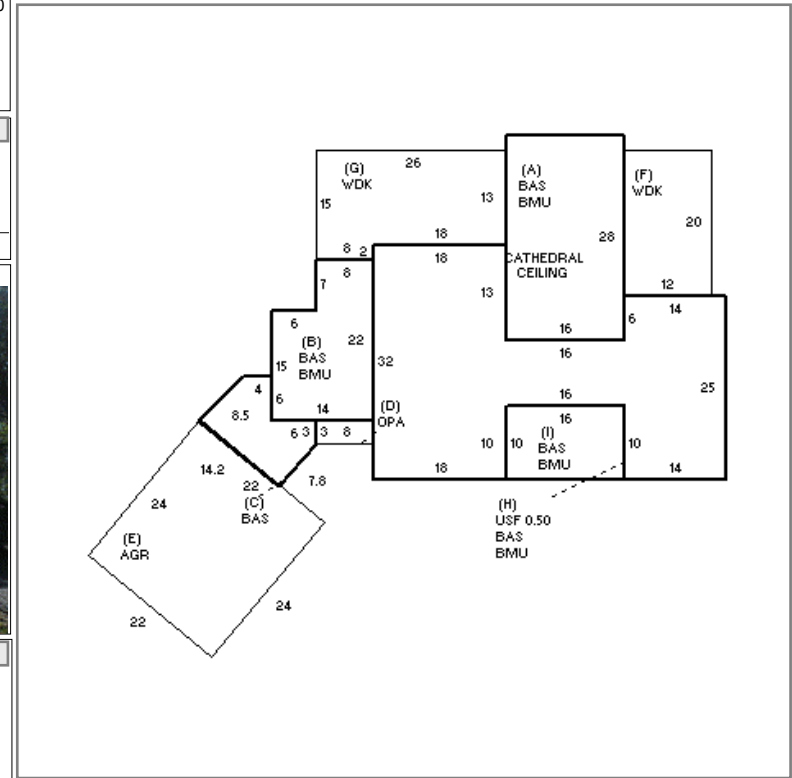 (G)
WDK
26
15
13
18
8 2
8
(A)
BAS
BMU
28
CATHEDRAL
CEILING
(F)
WDK
20
12
14
18
13
7
6
(B)
BAS
BMU
22
15
6
14
32
16
16
6
25
4
8.5
6 3
3 8
(D)
OPA
16
16
10
10
(I)
BAS
BMU
10
18
14
14.2
7.8
22
(C)
BAS
24
(E)
AGR
22
24
(H)
USF 0.50
BAS
BMU